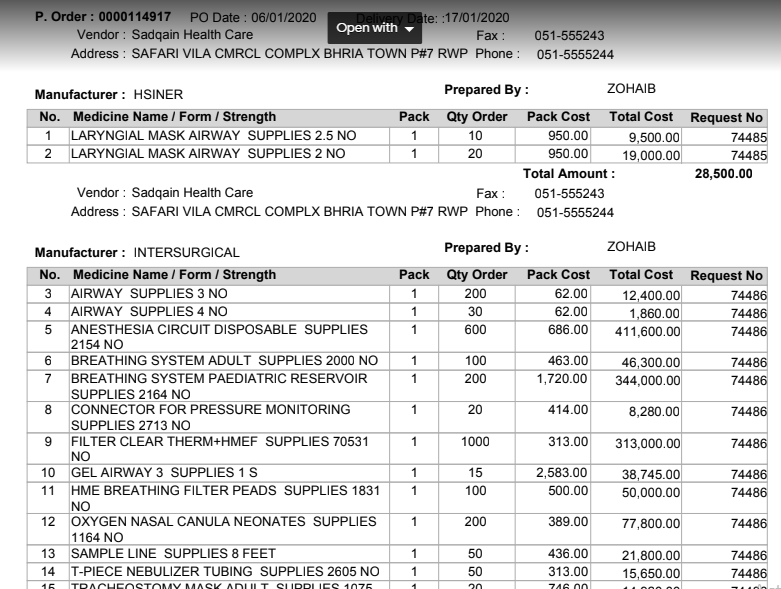 P. Order : 0000114917 PO Date : 06/01/2020 Delivery Date: :17/01/2020
Open with
Vendor : Sadqain Health Care Fax : 051-555243
Address : SAFARI VILA CMRCL COMPLX BHRIA TOWN P#7 RWP Phone : 051-5555244
Manufacturer : HSINER Prepared By : ZOHAIB
No. Medicine Name / Form / Strength Pack Qty Order Pack Cost Total Cost Request No
1 LARYNGIAL MASK AIRWAY SUPPLIES 2.5 NO 1 10 950.00 9,500.00 74485
2 LARYNGIAL MASK AIRWAY SUPPLIES 2 NO 1 20 950.00 19,000.00 74485
Total Amount : 28,500.00
Vendor : Sadqain Health Care Fax : 051-555243
Address : SAFARI VILA CMRCL COMPLX BHRIA TOWN P#7 RWP Phone : 051-5555244
Manufacturer : INTERSURGICAL Prepared By : ZOHAIB
No. Medicine Name / Form / Strength Pack Qty Order Pack Cost Total Cost Request No
3 AIRWAY SUPPLIES 3 NO 1 200 62.00 12,400.00 74486
4 AIRWAY SUPPLIES 4 NO 1 30 62.00 1,860.00 74486
5 ANESTHESIA CIRCUIT DISPOSABLE SUPPLIES 1 600 686.00 411,600.00 74486
2154 NO
6 BREATHING SYSTEM ADULT SUPPLIES 2000 NO 1 100 463.00 46,300.00 74486
7 BREATHING SYSTEM PAEDIATRIC RESERVOIR 1 200 1,720.00 344,000.00 74486
SUPPLIES 2164 NO
8 CONNECTOR FOR PRESSURE MONITORING 1 20 414.00 8,280.00 74486
SUPPLIES 2713 NO
9 FILTER CLEAR THERM+HMEF SUPPLIES 70531 1 1000 313.00 313,000.00 74486
NO
10 GEL AIRWAY 3 SUPPLIES 1 S 1 15 2,583.00 38,745.00 74486
11 HME BREATHING FILTER PEADS SUPPLIES 1831 1 100 500.00 50,000.00 74486
NO
12 OXYGEN NASAL CANULA NEONATES SUPPLIES 1 200 389.00 77,800.00 74486
1164 NO
13 SAMPLE LINE SUPPLIES 8 FEET 1 50 436.00 21,800.00 74486
14 T-PIECE NEBULIZER TUBING SUPPLIES 2605 NO 1 50 313.00 15,650.00 74486
15 TRACHEOSTOMY MASK ADULT SUPPLIES 1075 1 20 746.00